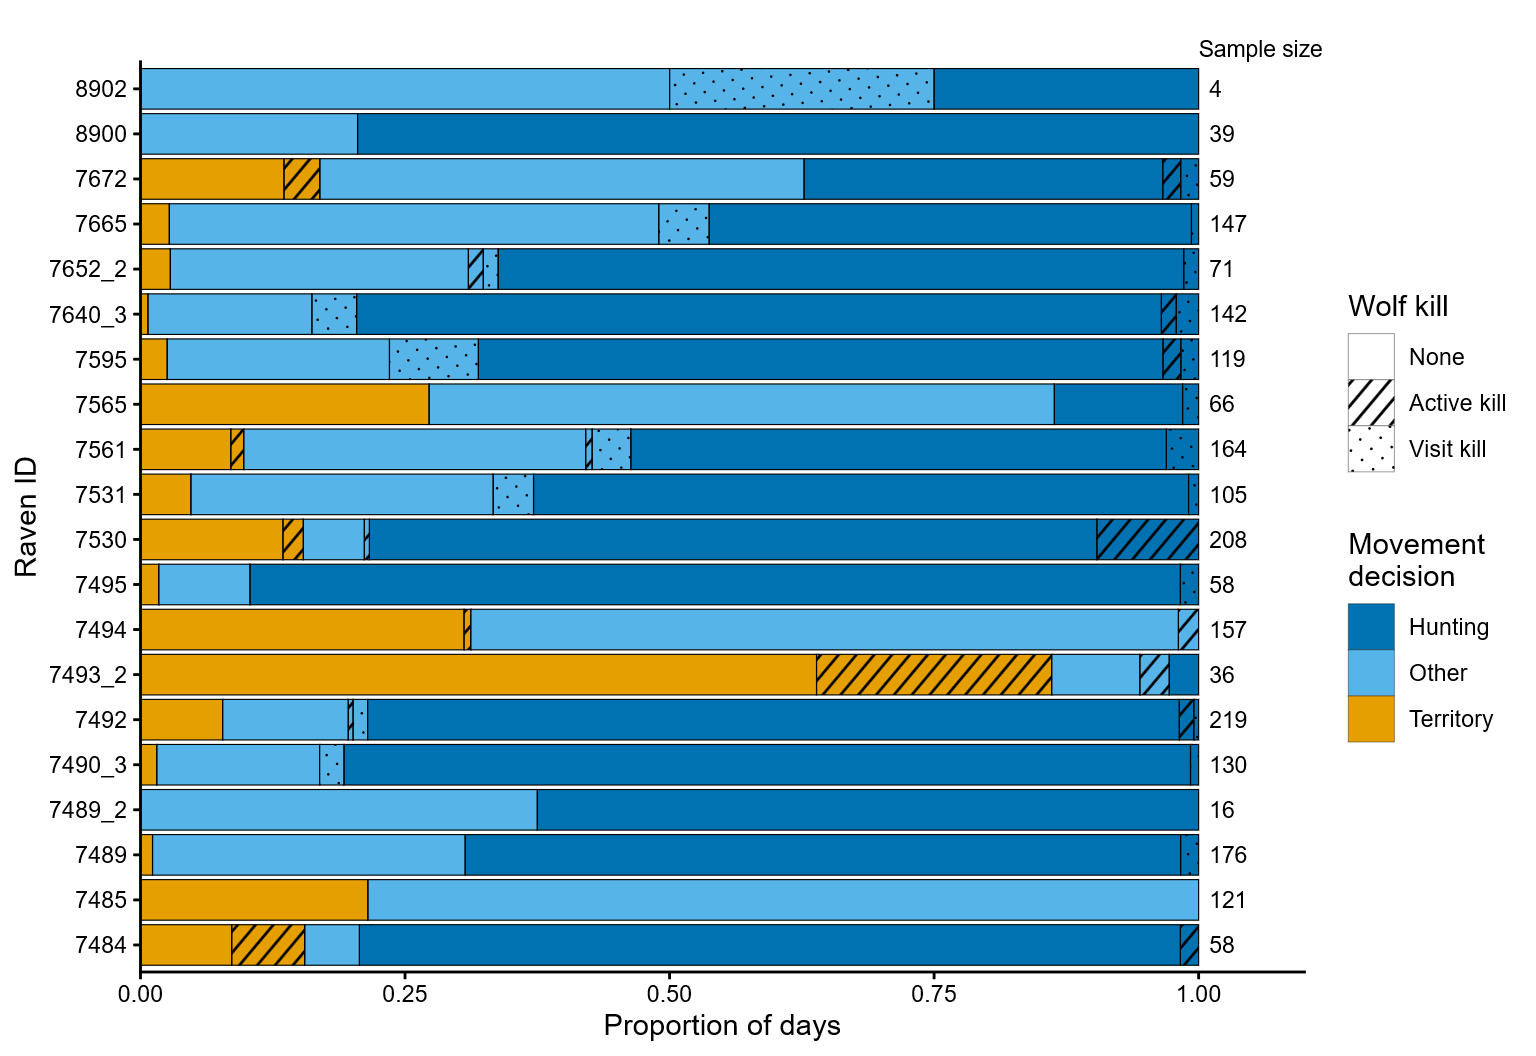 Sample size
8902 4
8900 39
7672 59
7665 147
7652_2 71
7640_3 142
7595 119
7565 66
7561 164
7531 105
7530 208
7495 58
7494 157
7493_2 36
7492 219
7490_3 130
7489_2 16
7489 176
7485 121
7484 58
0.00 0.25 0.50 0.75 1.00
Proportion of days
Raven ID
Wolf kill
None
Active kill
Visit kill
Movement
decision
Hunting
Other
Territory